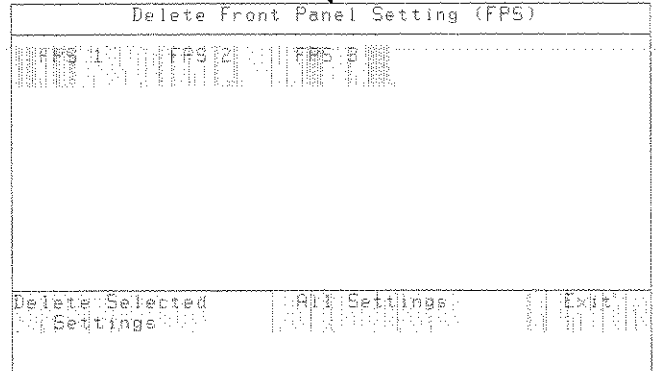 Delete Front Panel Setting (FPS)
FPS 1 FPS 2 FPS 3
Delete Selected All Settings Exit
Settings